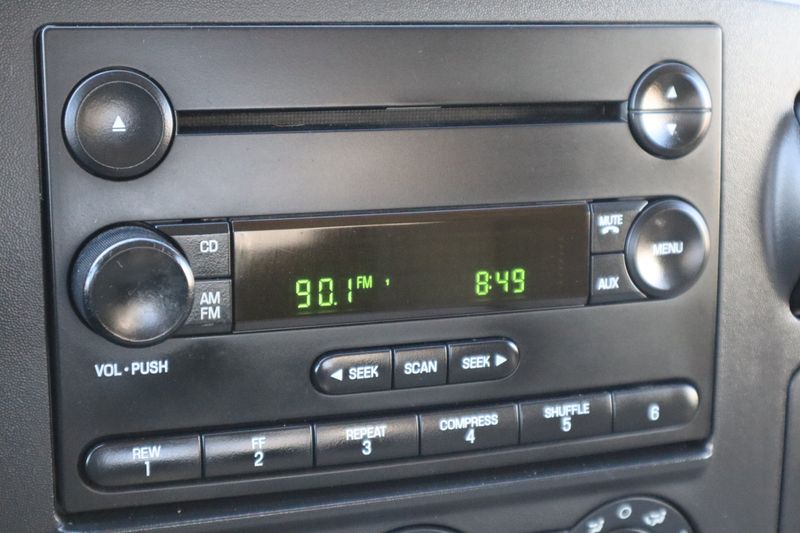 CD
MUTE
MENU
AM
FM
AUX
90.1 FM 1 8:49
VOL • PUSH
◀ SEEK SCAN SEEK ▶
REW FF REPEAT COMPRESS SHUFFLE
1 2 3 4 5 6